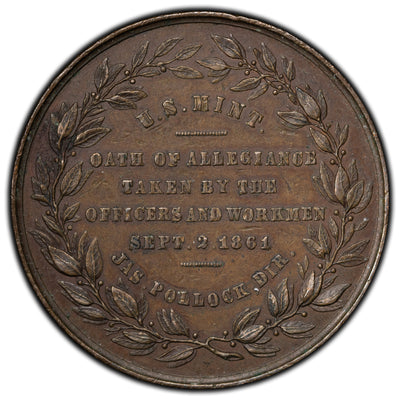 U.S. MINT.
OATH OF ALLEGIANCE
TAKEN BY THE
OFFICERS AND WORKMEN
SEPT. 2 1861
JAS. POLLOCK, DIR.